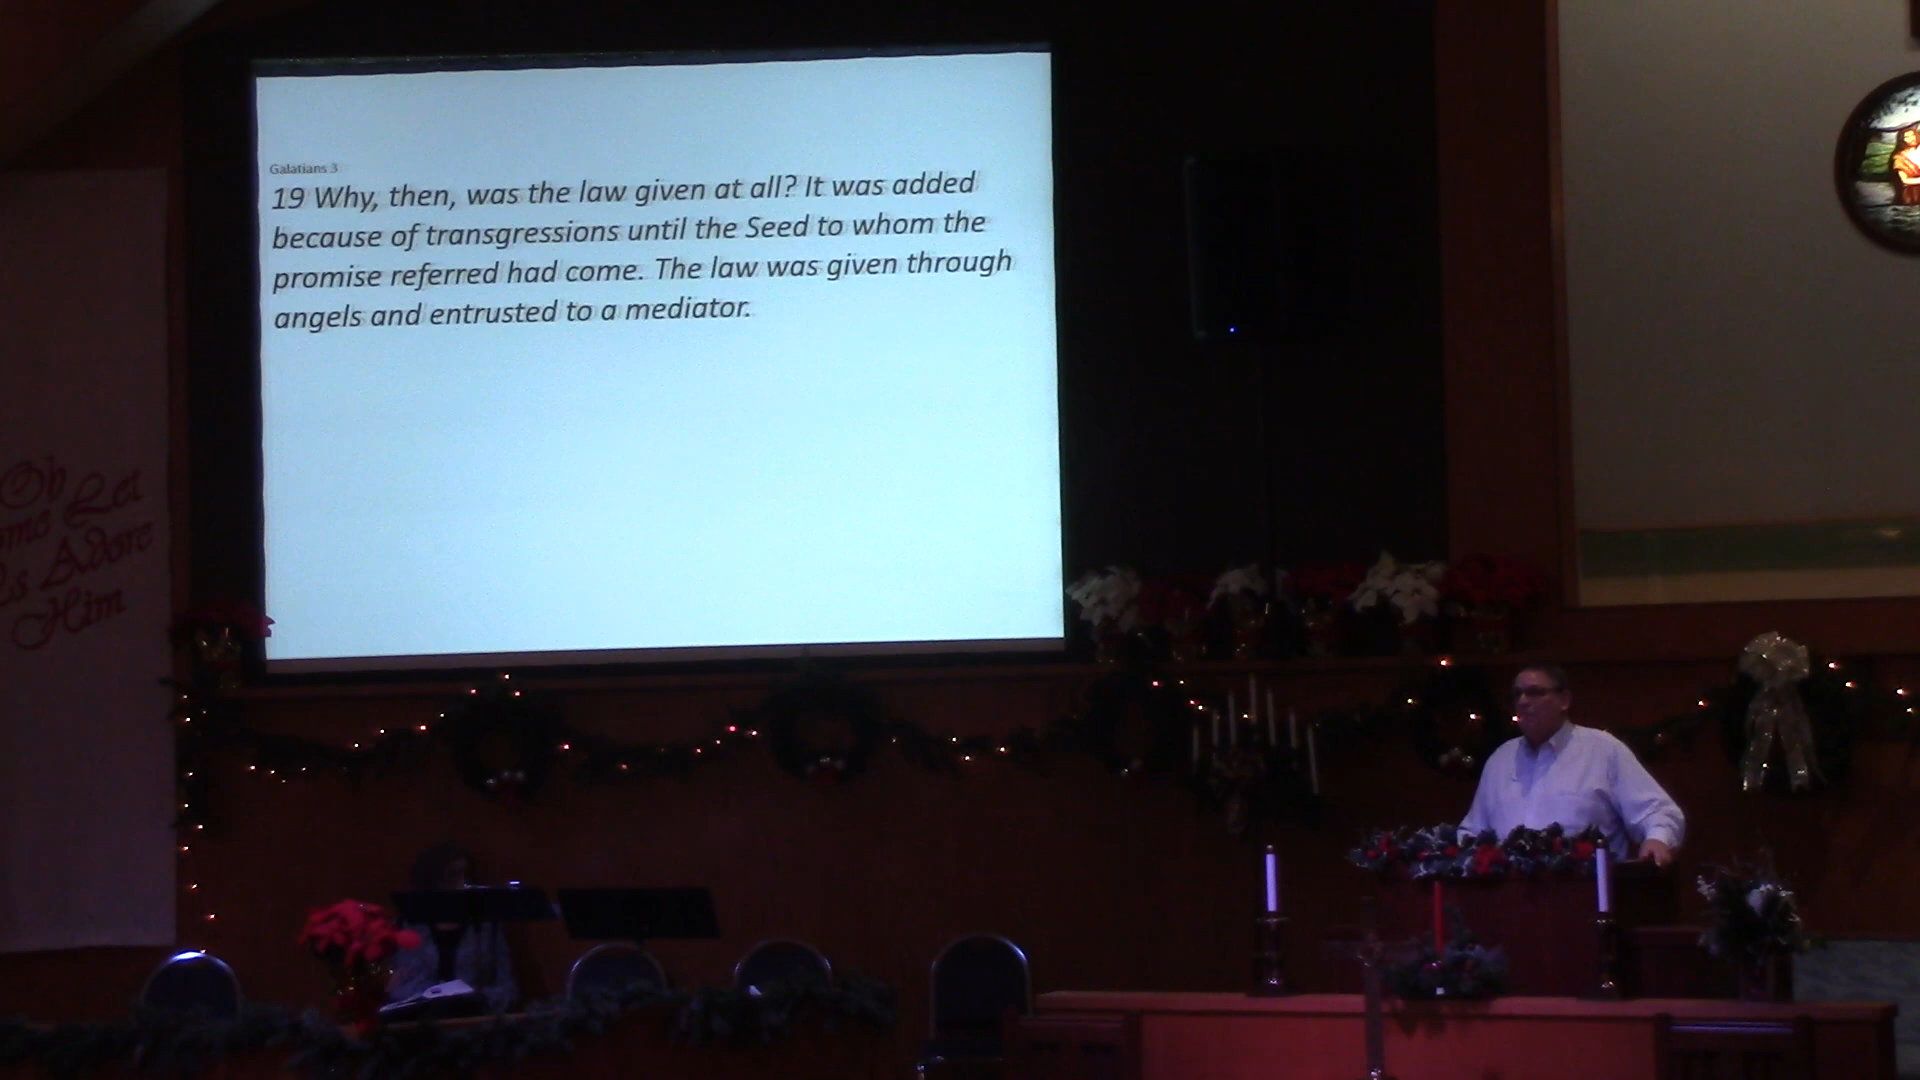 Galatians 3
19 Why, then, was the law given at all? It was added
because of transgressions until the Seed to whom the
promise referred had come. The law was given through
angels and entrusted to a mediator.
Oh
Let
Adore
Him